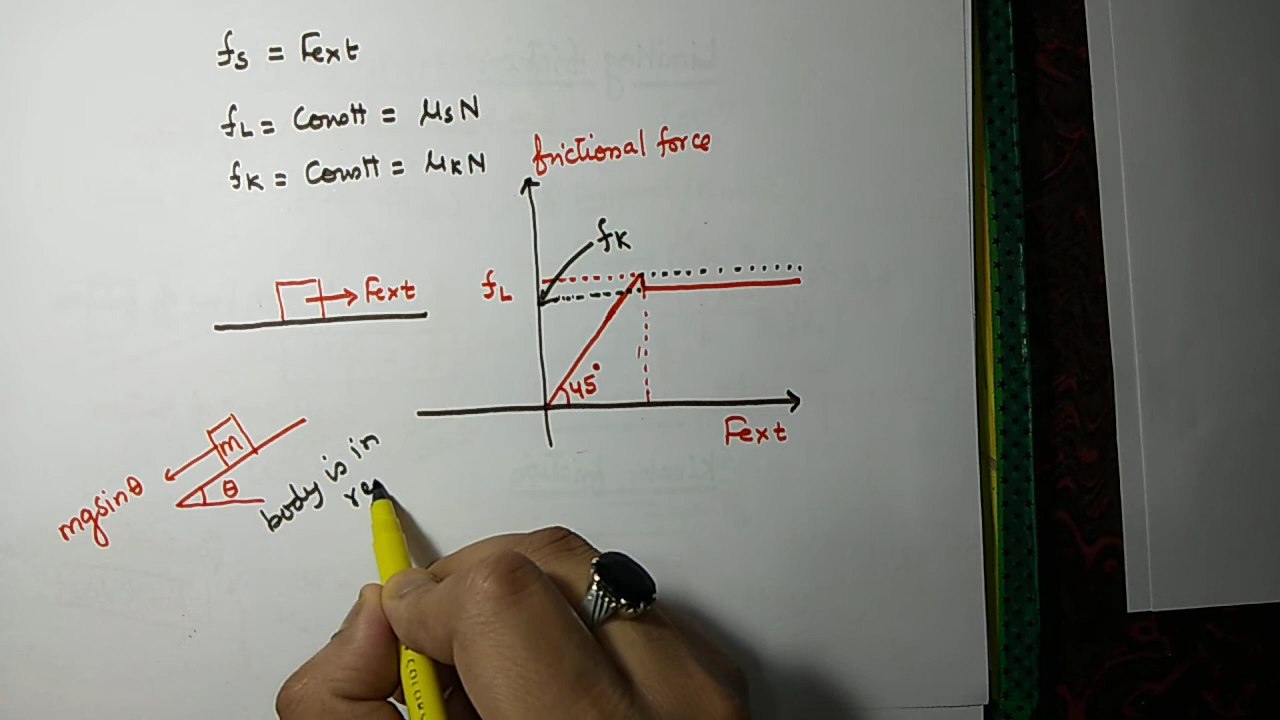 fs = Fext
fL = Constt = μsN
fK = Constt = μKN
frictional force
fK
fL
Fext
45°
Fext
m
θ
mgsinθ
body is in
re